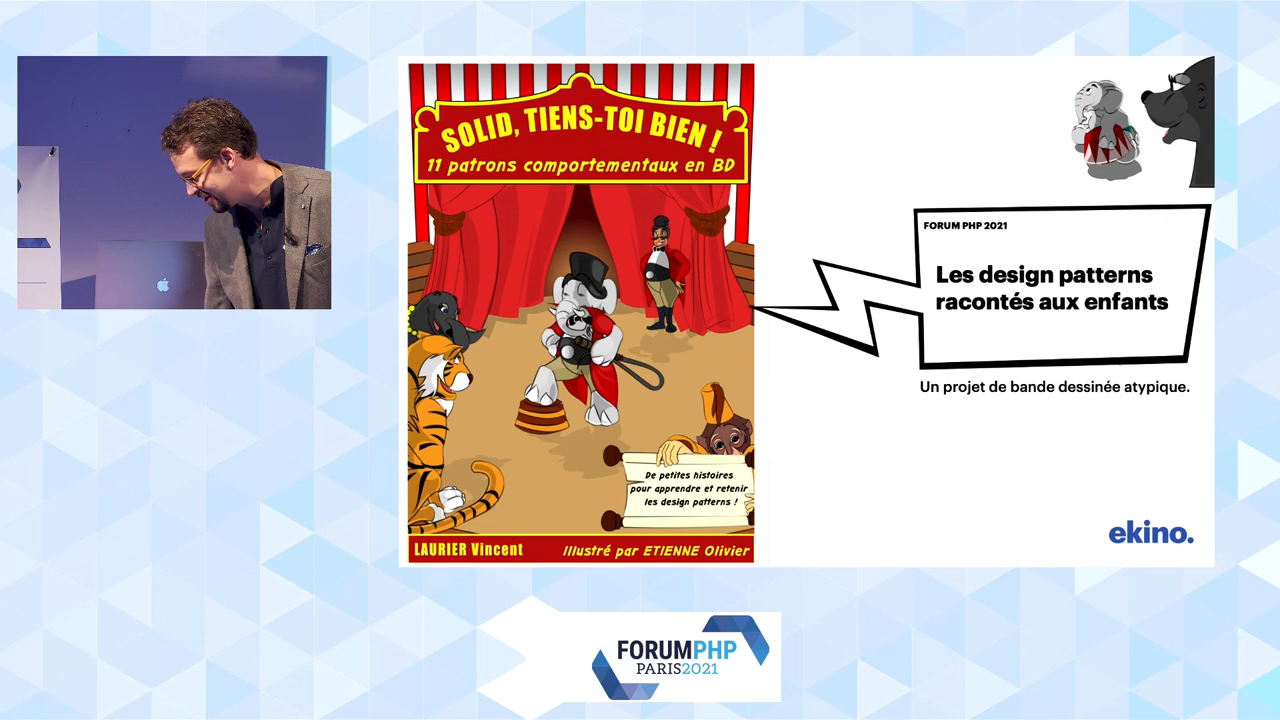 SOLID, TIENS-TOI BIEN !
11 patrons comportementaux en BD
De petites histoires
pour apprendre et retenir
les design patterns !
LAURIER Vincent
Illustré par ETIENNE Olivier
FORUM PHP 2021
Les design patterns
racontés aux enfants
Un projet de bande dessinée atypique.
ekino.
FORUMPHP
PARIS2021